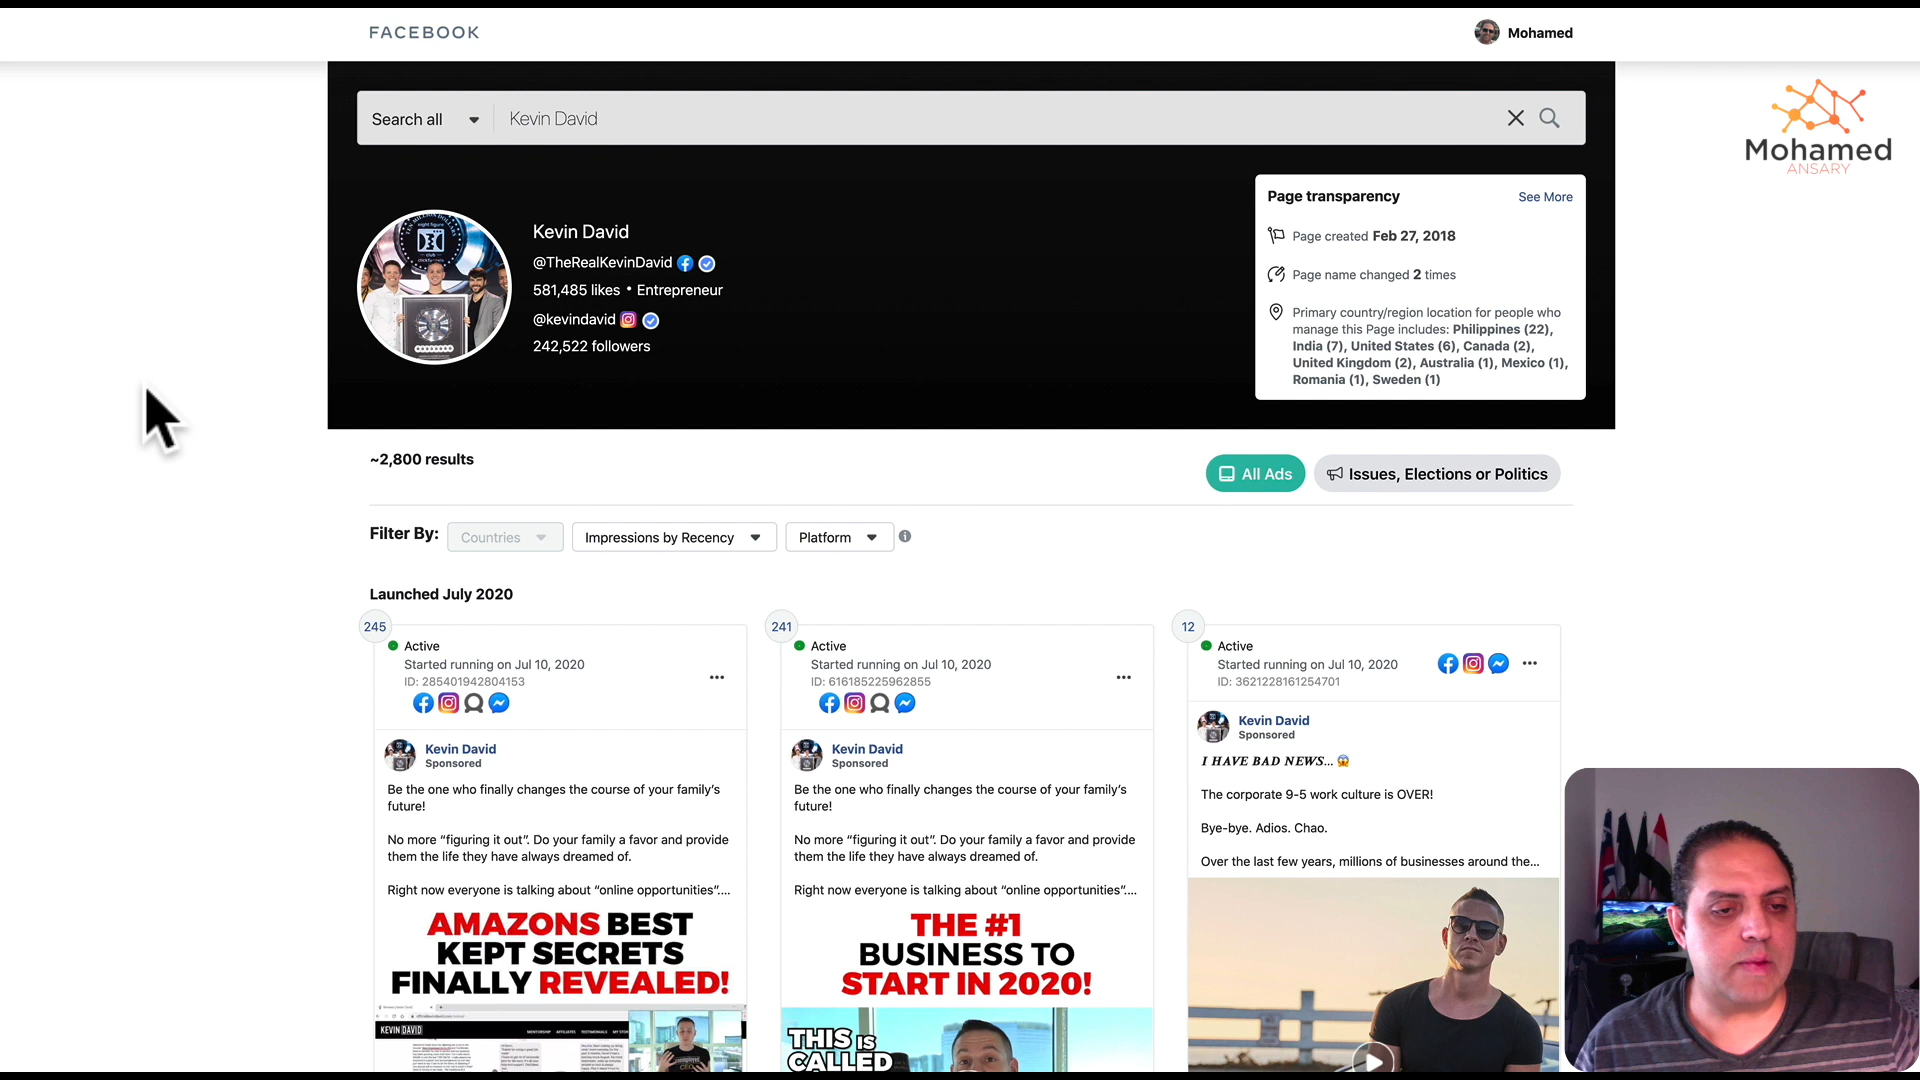 FACEBOOK
Mohamed
Search all
Kevin David
Mohamed
ANSARY
Kevin David
@TheRealKevinDavid
581,485 likes • Entrepreneur
@kevindavid
242,522 followers
Page transparency
See More
Page created Feb 27, 2018
Page name changed 2 times
Primary country/region location for people who
manage this Page includes: Philippines (22),
India (7), United States (6), Canada (2),
United Kingdom (2), Australia (1), Mexico (1),
Romania (1), Sweden (1)
~2,800 results
All Ads
Issues, Elections or Politics
Filter By:
Countries
Impressions by Recency
Platform
Launched July 2020
245
Active
Started running on Jul 10, 2020
ID: 285401942804153
Kevin David
Sponsored
Be the one who finally changes the course of your family's
future!
No more “figuring it out”. Do your family a favor and provide
them the life they have always dreamed of.
Right now everyone is talking about “online opportunities”....
AMAZONS BEST
KEPT SECRETS
FINALLY REVEALED!
KEVIN DAVID
241
Active
Started running on Jul 10, 2020
ID: 616185225962855
Kevin David
Sponsored
Be the one who finally changes the course of your family's
future!
No more “figuring it out”. Do your family a favor and provide
them the life they have always dreamed of.
Right now everyone is talking about “online opportunities”....
THE #1
BUSINESS TO
START IN 2020!
THIS IS
CALLED
12
Active
Started running on Jul 10, 2020
ID: 3621228161254701
Kevin David
Sponsored
I HAVE BAD NEWS... 😱
The corporate 9-5 work culture is OVER!
Bye-bye. Adios. Chao.
Over the last few years, millions of businesses around the...